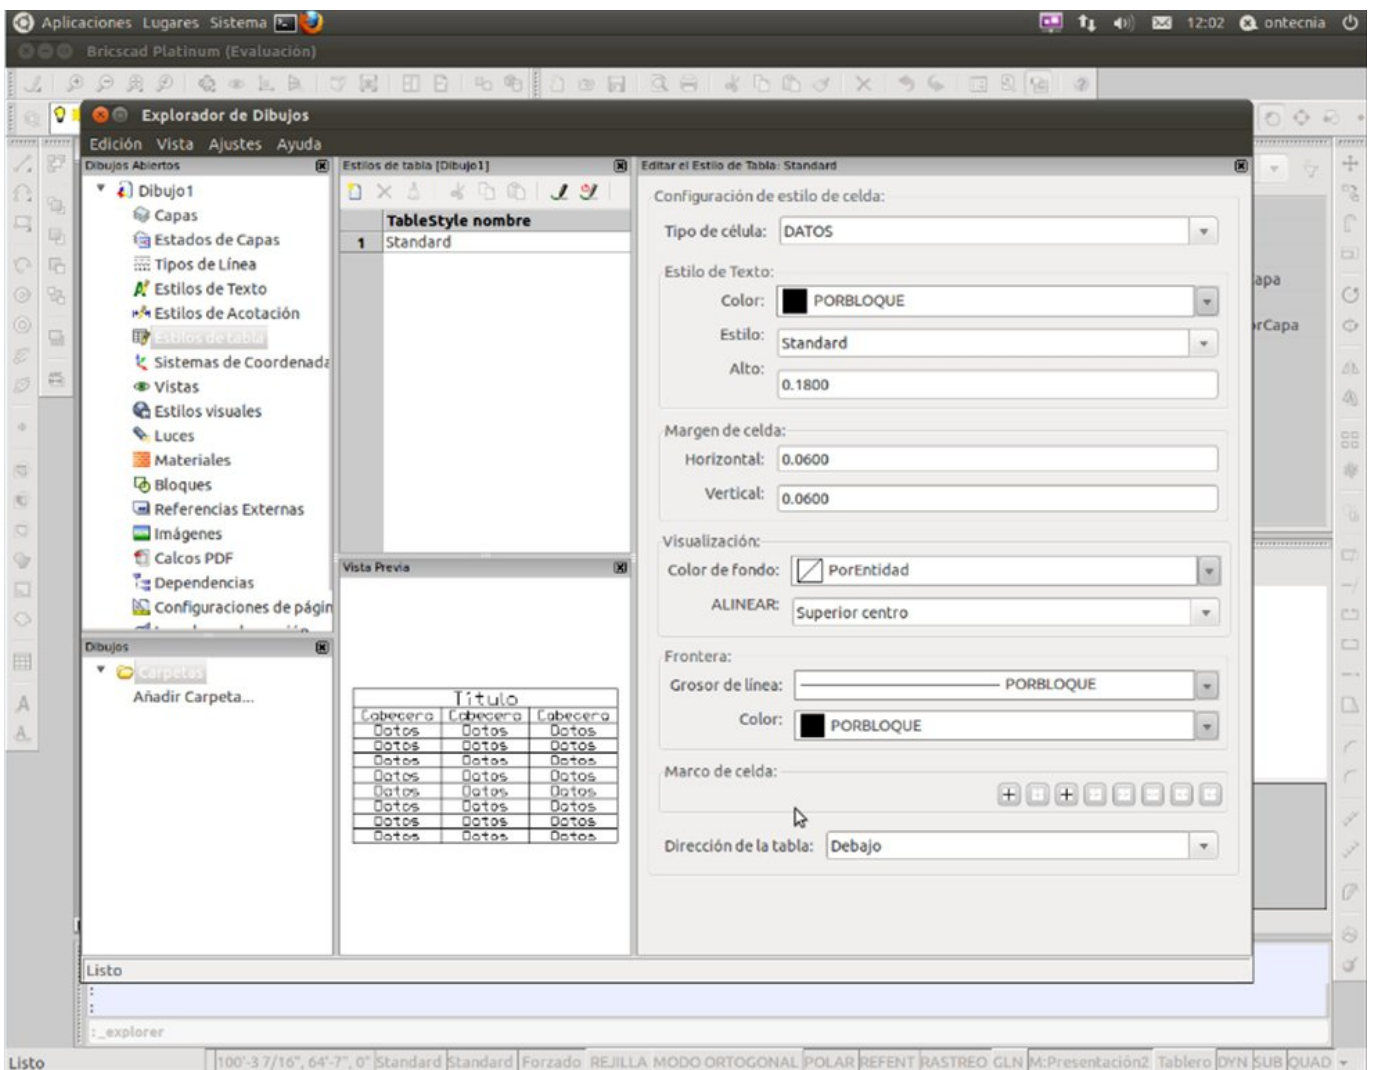 Aplicaciones Lugares Sistema
12:02 ontecnia
Bricscad Platinum (Evaluación)
Explorador de Dibujos
Edición Vista Ajustes Ayuda
Dibujos Abiertos
Dibujo1
Capas
Estados de Capas
Tipos de Línea
Estilos de Texto
Estilos de Acotación
Estilos de tabla
Sistemas de Coordenada
Vistas
Estilos visuales
Luces
Materiales
Bloques
Referencias Externas
Imágenes
Calcos PDF
Dependencias
Configuraciones de págin
Dibujos
Carpetas
Añadir Carpeta...
Estilos de tabla [Dibujo1]
TableStyle nombre
1 Standard
Vista Previa
Título
Cabecera Cabecera Cabecera
Datos Datos Datos
Datos Datos Datos
Datos Datos Datos
Datos Datos Datos
Datos Datos Datos
Datos Datos Datos
Datos Datos Datos
Datos Datos Datos
Editar el Estilo de Tabla: Standard
Configuración de estilo de celda:
Tipo de célula: DATOS
Estilo de Texto:
Color: PORBLOQUE
Estilo: Standard
Alto: 0.1800
Margen de celda:
Horizontal: 0.0600
Vertical: 0.0600
Visualización:
Color de fondo: PorEntidad
ALINEAR: Superior centro
Frontera:
Grosor de línea: PORBLOQUE
Color: PORBLOQUE
Marco de celda:
Dirección de la tabla: Debajo
apa
rCapa
Listo
:
:
:_explorer
Listo
100'-3 7/16", 64'-7", 0" Standard Standard Forzado REJILLA MODO ORTOGONAL POLAR REFENT RASTREO GLN M:Presentación2 Tablero DYN SUB QUAD